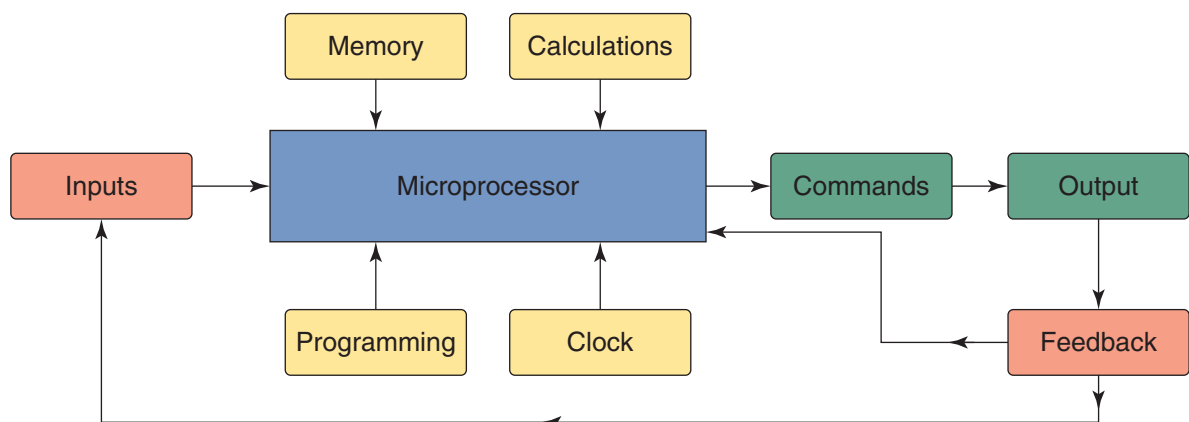 Memory
Calculations
Inputs
Microprocessor
Commands
Output
Programming
Clock
Feedback